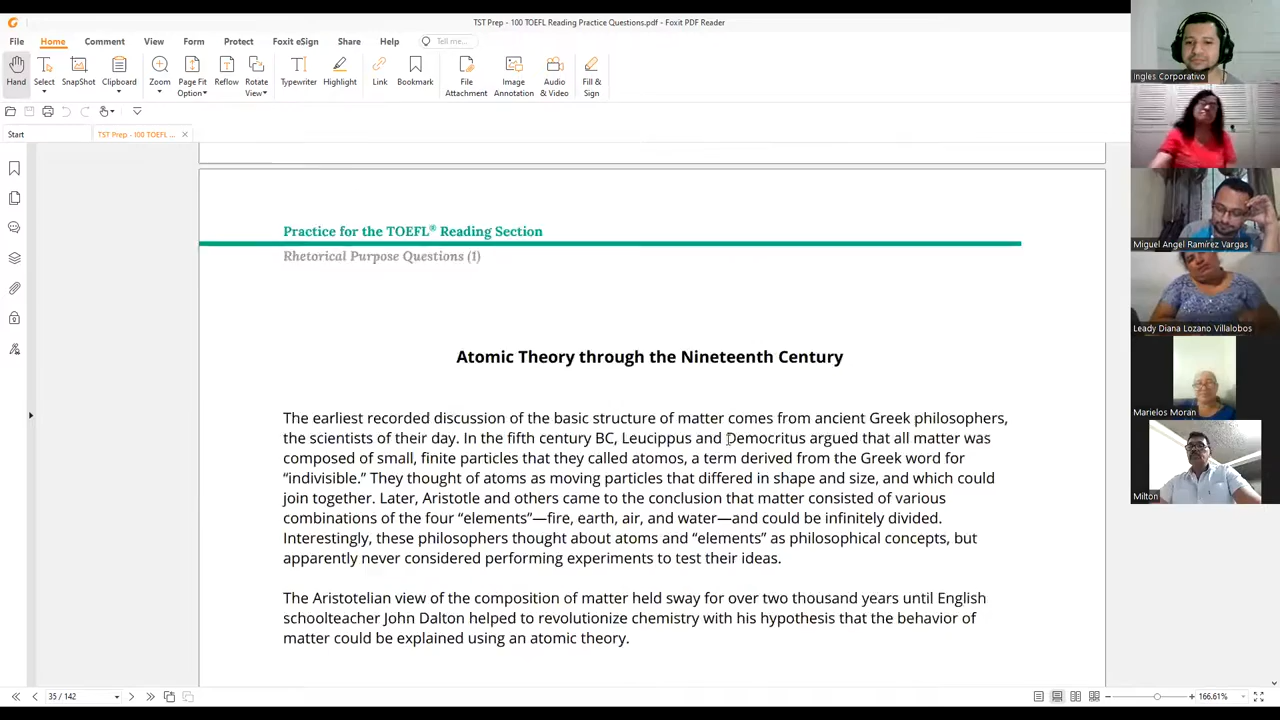 TST Prep - 100 TOEFL Reading Practice Questions.pdf - Foxit PDF Reader
File Home Comment View Form Protect Foxit eSign Share Help Tell me...
Hand Select SnapShot Clipboard Zoom Page Fit Option Reflow Rotate View Typewriter Highlight Link Bookmark File Attachment Image Annotation Audio & Video Fill & Sign
Start TST Prep - 100 TOEFL ...
Practice for the TOEFL® Reading Section
Rhetorical Purpose Questions (1)
Atomic Theory through the Nineteenth Century
The earliest recorded discussion of the basic structure of matter comes from ancient Greek philosophers,
the scientists of their day. In the fifth century BC, Leucippus and Democritus argued that all matter was
composed of small, finite particles that they called atomos, a term derived from the Greek word for
“indivisible.” They thought of atoms as moving particles that differed in shape and size, and which could
join together. Later, Aristotle and others came to the conclusion that matter consisted of various
combinations of the four “elements”—fire, earth, air, and water—and could be infinitely divided.
Interestingly, these philosophers thought about atoms and “elements” as philosophical concepts, but
apparently never considered performing experiments to test their ideas.
The Aristotelian view of the composition of matter held sway for over two thousand years until English
schoolteacher John Dalton helped to revolutionize chemistry with his hypothesis that the behavior of
matter could be explained using an atomic theory.
35 / 142
166.61%
Ingles Corporativo
Miguel Angel Ramírez Vargas
Leady Diana Lozano Villalobos
Marielos Moran
Milton